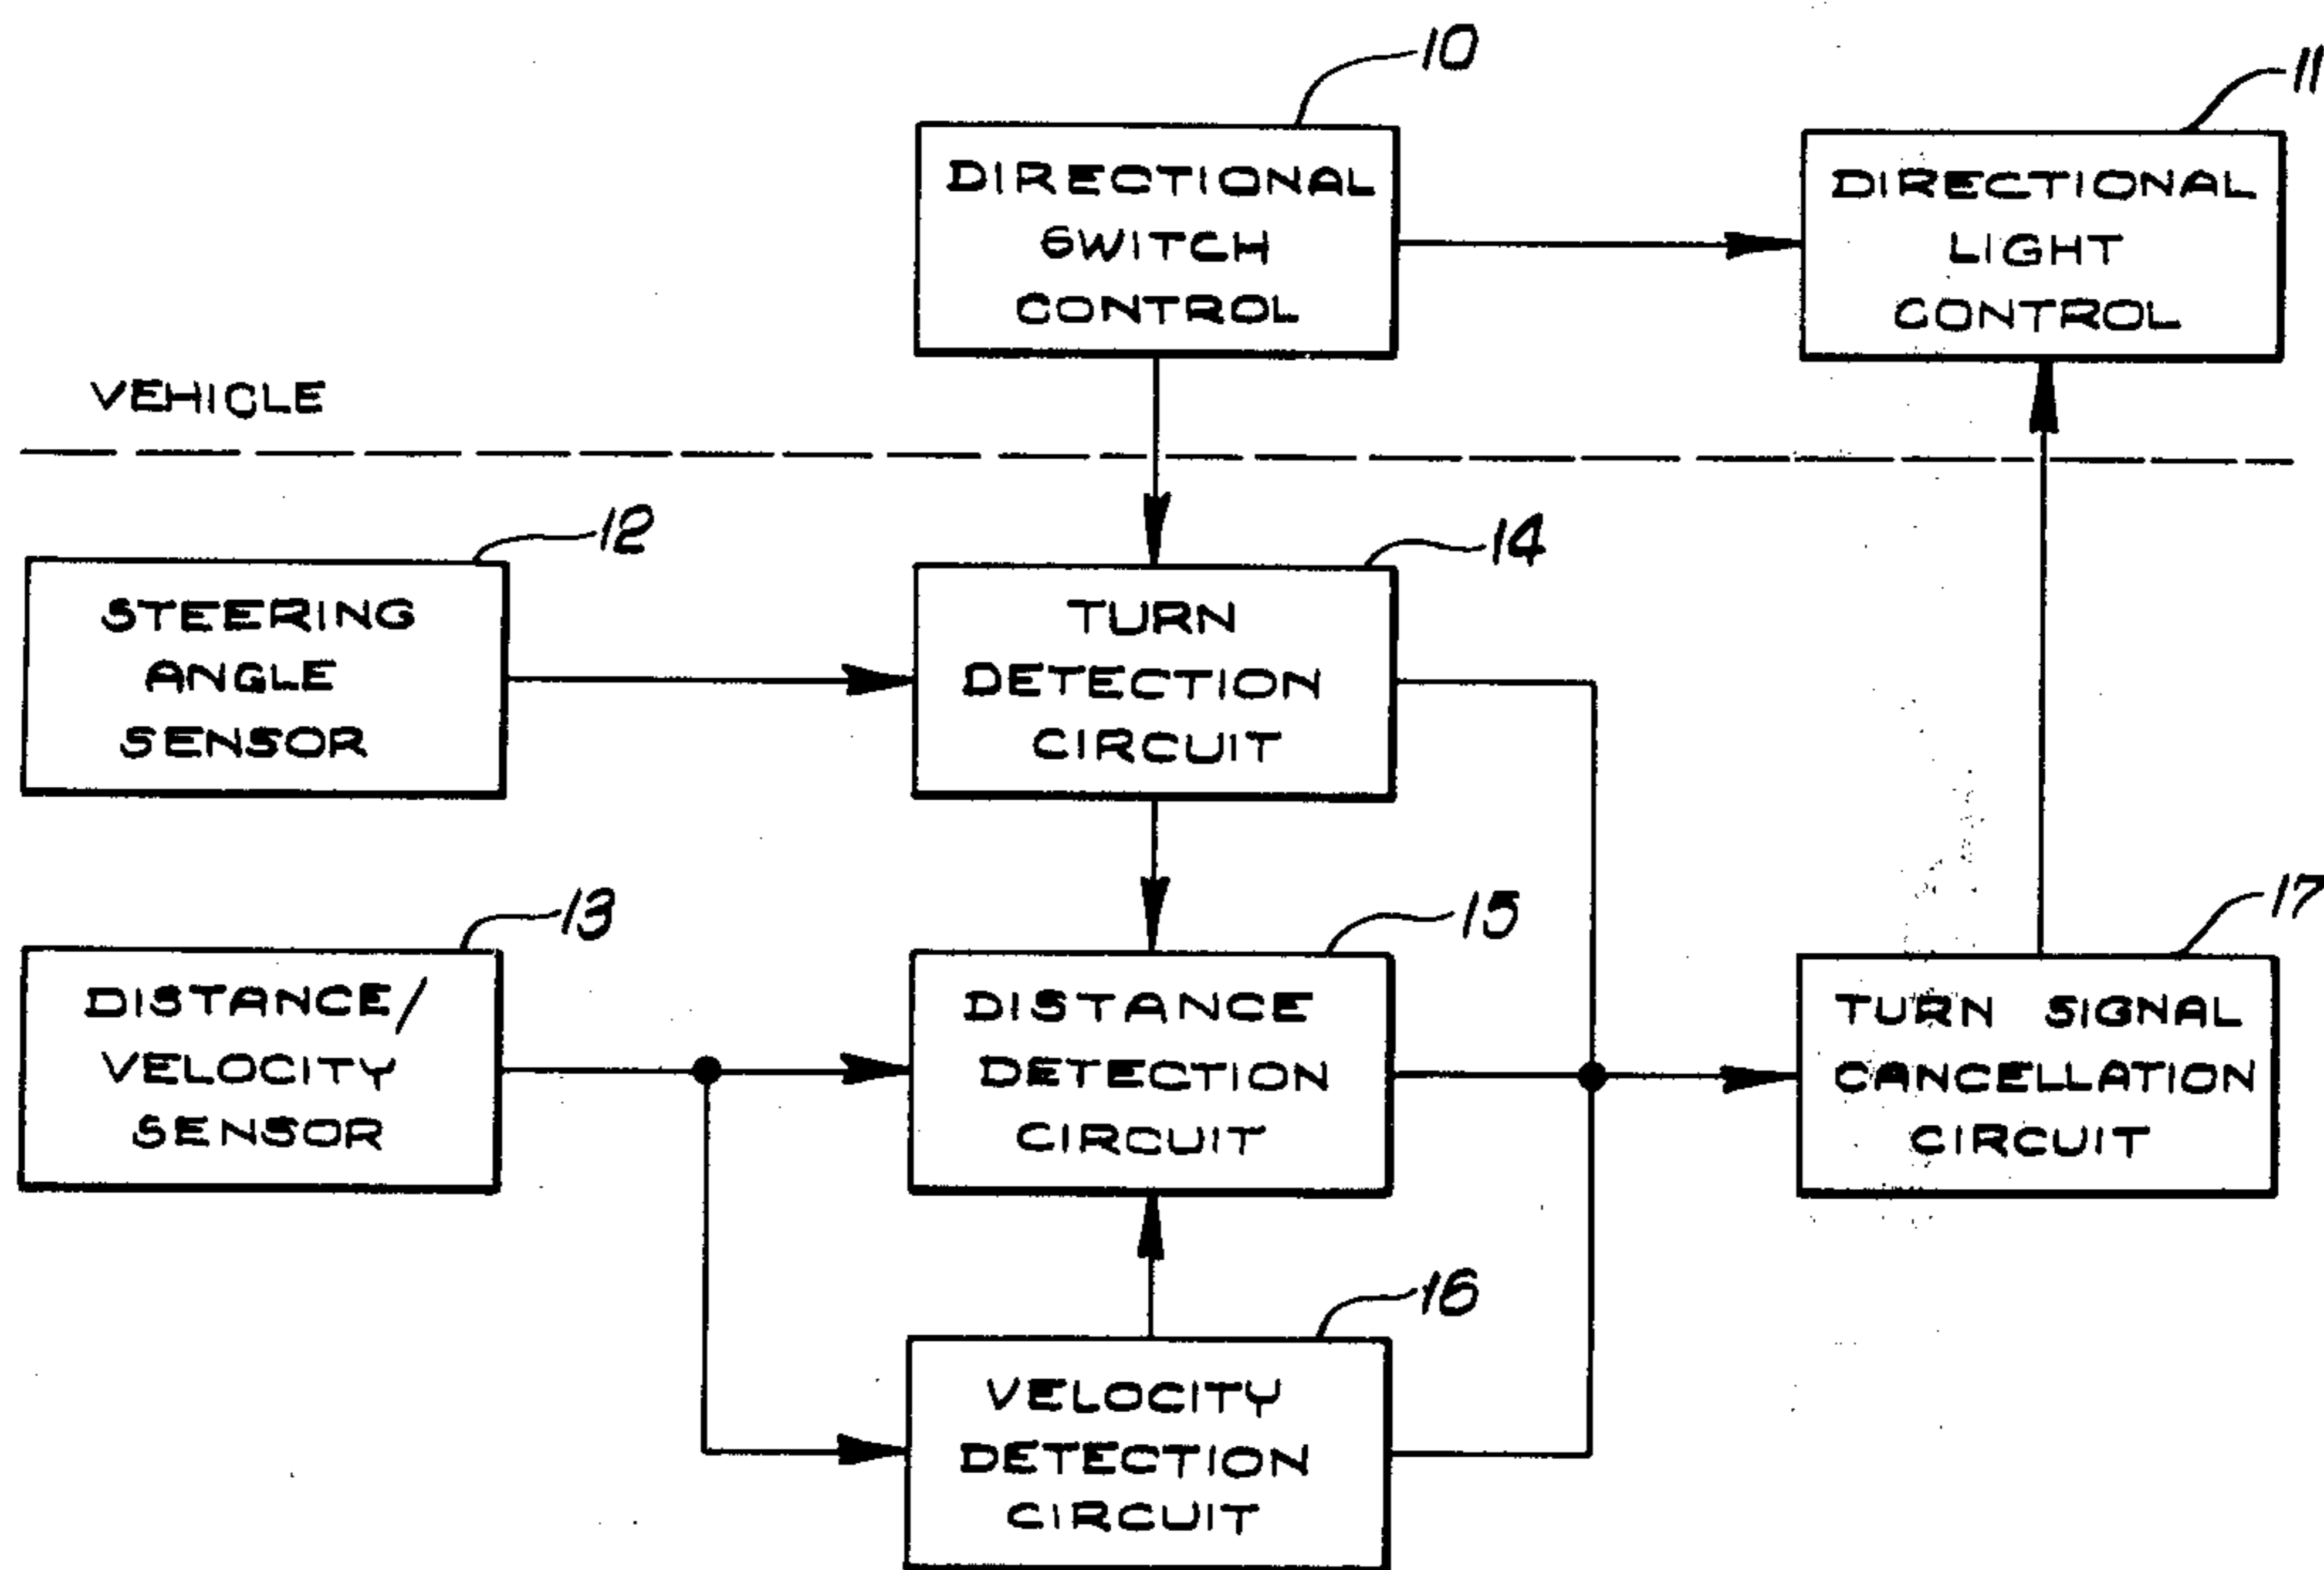 10
11
DIRECTIONAL
SWITCH
CONTROL
DIRECTIONAL
LIGHT
CONTROL
VEHICLE
12
14
STEERING
ANGLE
SENSOR
TURN
DETECTION
CIRCUIT
13
15
17
DISTANCE/
VELOCITY
SENSOR
DISTANCE
DETECTION
CIRCUIT
TURN SIGNAL
CANCELLATION
CIRCUIT
16
VELOCITY
DETECTION
CIRCUIT